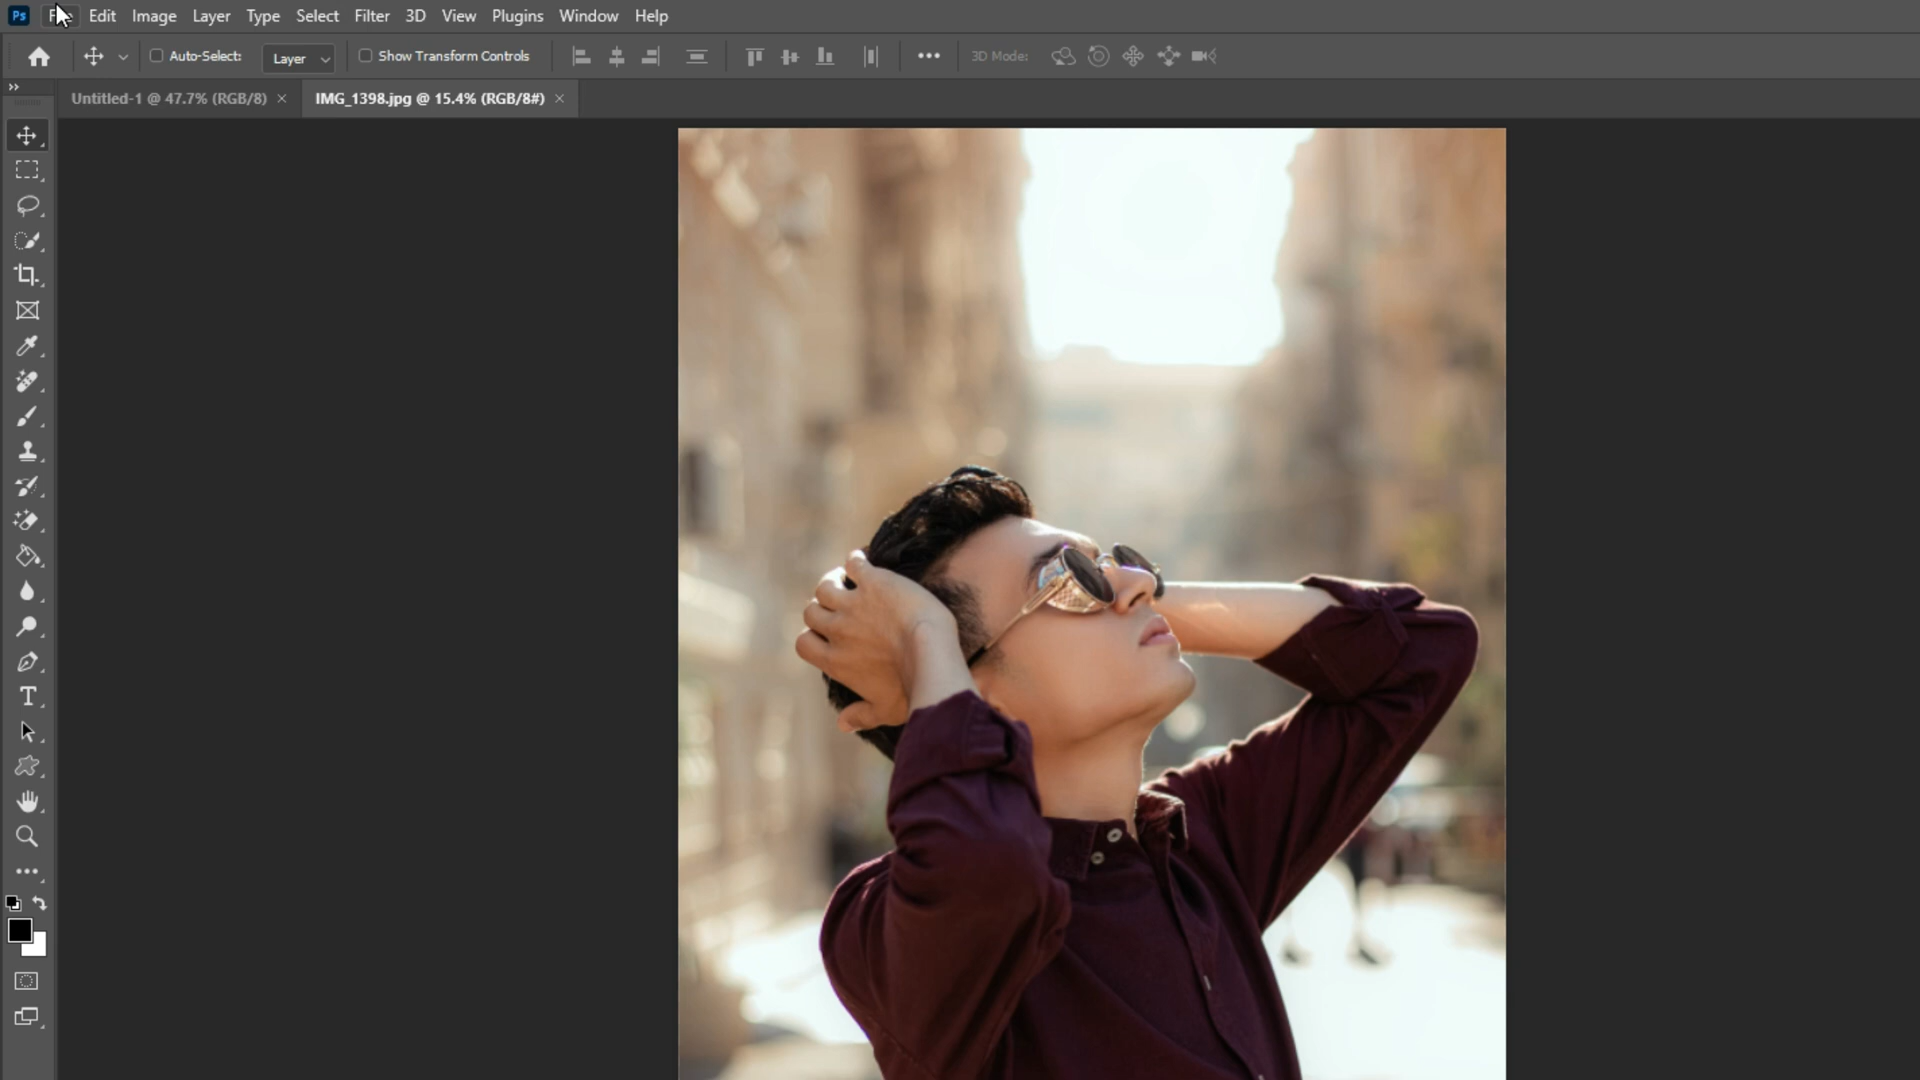 Ps Edit Image Layer Type Select Filter 3D View Plugins Window Help
Auto-Select: Layer Show Transform Controls 3D Mode:
Untitled-1 @ 47.7% (RGB/8) × IMG_1398.jpg @ 15.4% (RGB/8#) ×
T